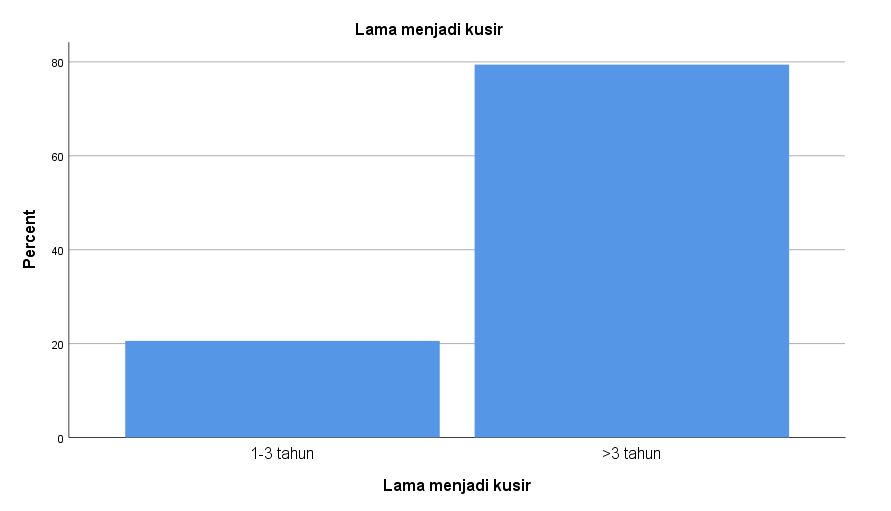 Lama menjadi kusir
Percent
80
60
40
20
0
1-3 tahun
>3 tahun
Lama menjadi kusir